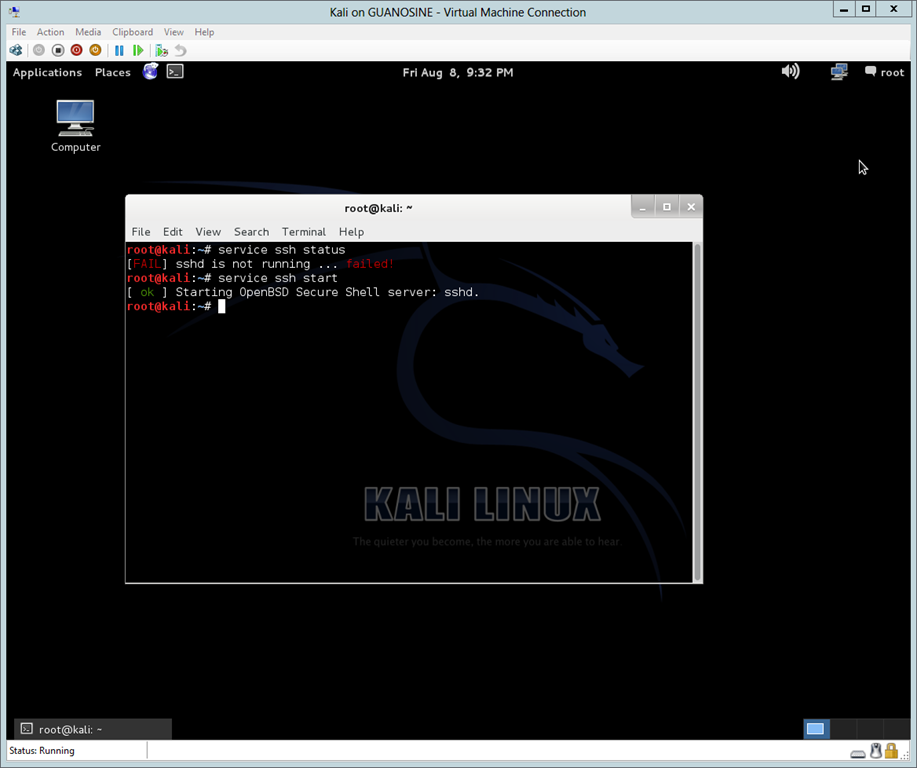 Kali on GUANOSINE - Virtual Machine Connection
File Action Media Clipboard View Help
Applications Places Fri Aug 8, 9:32 PM root
Computer
root@kali: ~
File Edit View Search Terminal Help
root@kali:~# service ssh status
[FAIL] sshd is not running ... failed!
root@kali:~# service ssh start
[ ok ] Starting OpenBSD Secure Shell server: sshd.
root@kali:~#
KALI LINUX
The quieter you become, the more you are able to hear.
root@kali: ~
Status: Running